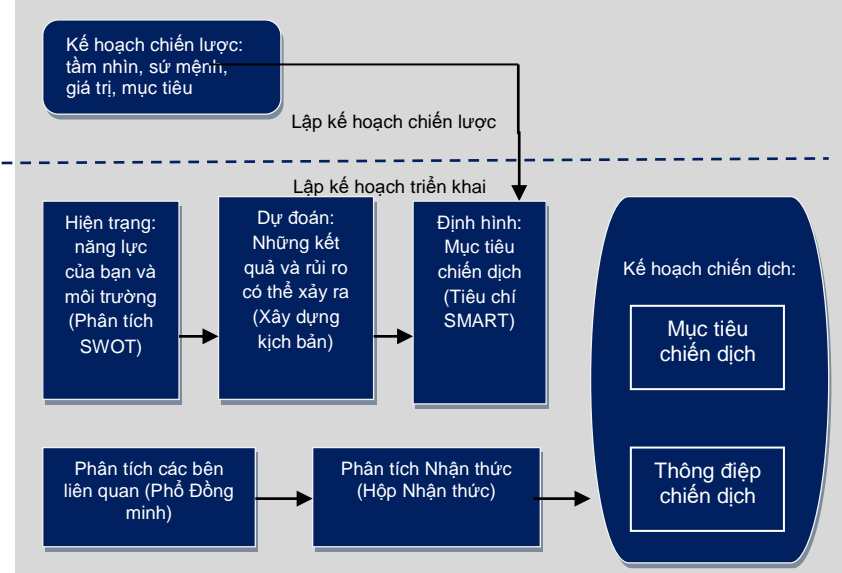 Kế hoạch chiến lược:
tầm nhìn, sứ mệnh,
giá trị, mục tiêu
Lập kế hoạch chiến lược
Lập kế hoạch triển khai
Hiện trạng:
năng lực
của bạn và
môi trường
(Phân tích
SWOT)
Dự đoán:
Những kết
quả và rủi ro
có thể xảy ra
(Xây dựng
kịch bản)
Định hình:
Mục tiêu
chiến dịch
(Tiêu chí
SMART)
Kế hoạch chiến dịch:
Mục tiêu
chiến dịch
Thông điệp
chiến dịch
Phân tích các bên
liên quan (Phổ Đồng
minh)
Phân tích Nhận thức
(Hộp Nhận thức)